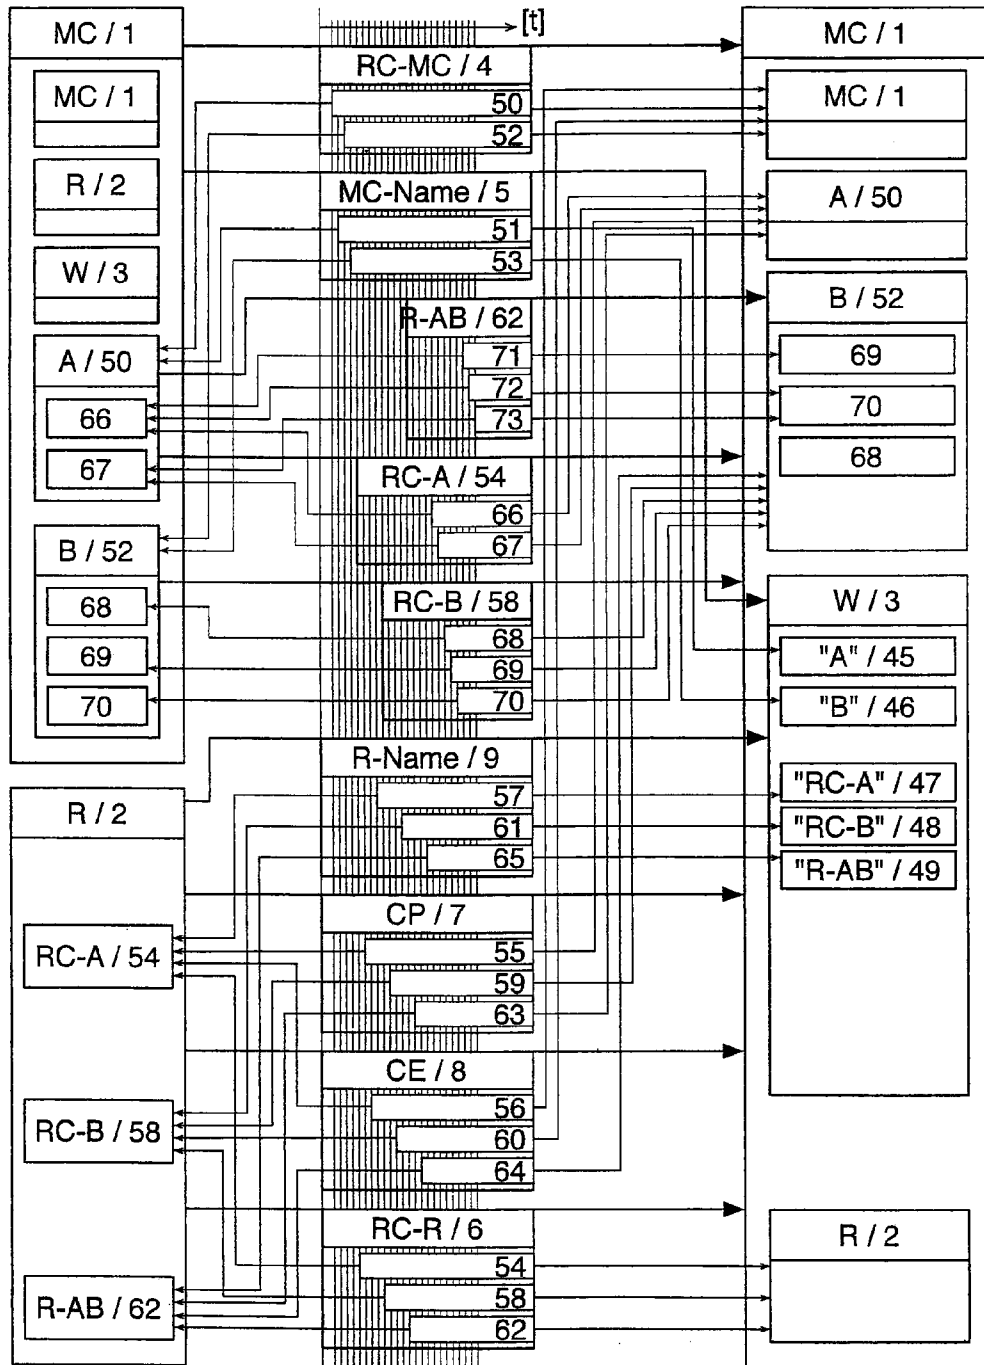 [t]
MC / 1
MC / 1
R / 2
W / 3
A / 50
66
67
B / 52
68
69
70
R / 2
RC-A / 54
RC-B / 58
R-AB / 62
RC-MC / 4
50
52
MC-Name / 5
51
53
R-AB / 62
71
72
73
RC-A / 54
66
67
RC-B / 58
68
69
70
R-Name / 9
57
61
65
CP / 7
55
59
63
CE / 8
56
60
64
RC-R / 6
54
58
62
MC / 1
MC / 1
A / 50
B / 52
69
70
68
W / 3
"A" / 45
"B" / 46
"RC-A" / 47
"RC-B" / 48
"R-AB" / 49
R / 2